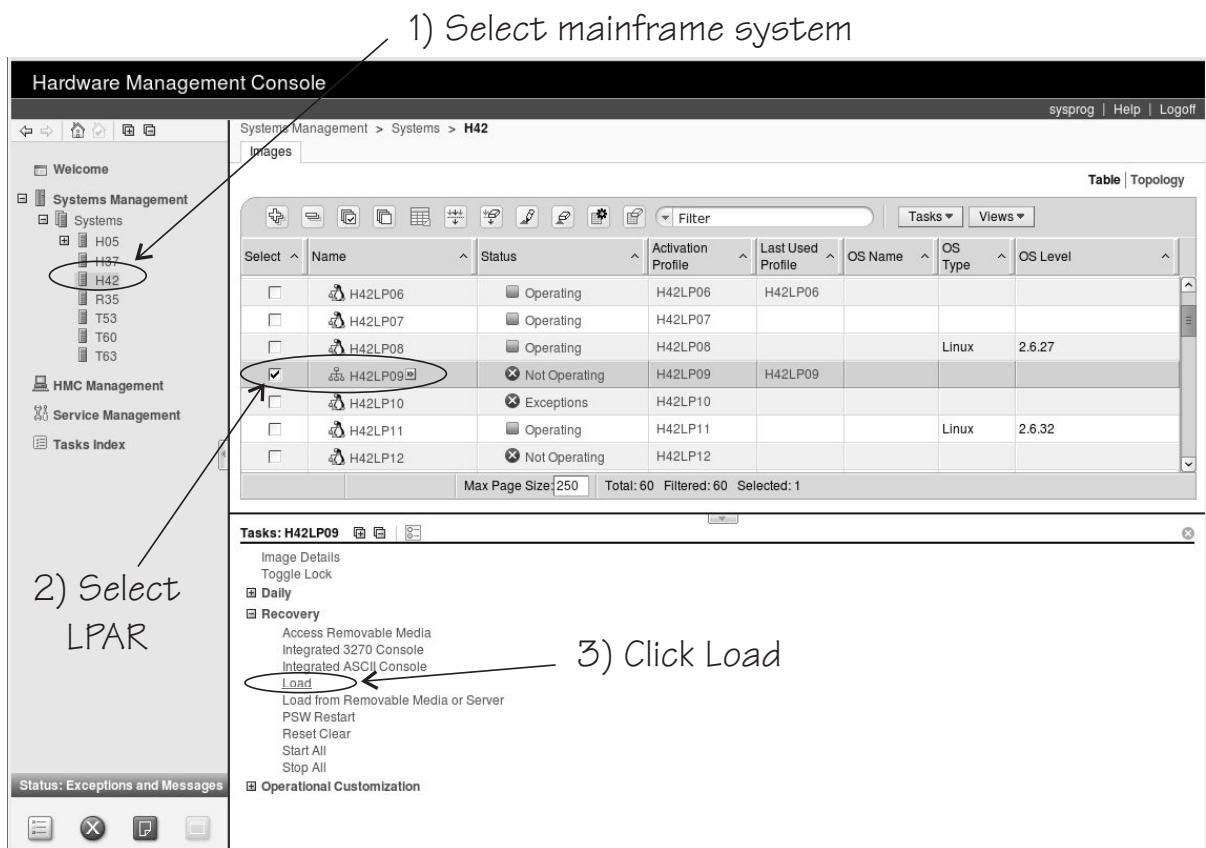 1) Select mainframe system
Hardware Management Console
sysprog | Help | Logoff
Systems Management > Systems > H42
Images
Table | Topology
Welcome
Systems Management
Systems
H05
H37
H42
R35
T53
T60
T63
HMC Management
Service Management
Tasks Index
Filter
Tasks
Views
Select Name Status Activation Profile Last Used Profile OS Name OS Type OS Level
H42LP06 Operating H42LP06 H42LP06
H42LP07 Operating H42LP07
H42LP08 Operating H42LP08 Linux 2.6.27
H42LP09 Not Operating H42LP09 H42LP09
H42LP10 Exceptions H42LP10
H42LP11 Operating H42LP11 Linux 2.6.32
H42LP12 Not Operating H42LP12
Max Page Size: 250 Total: 60 Filtered: 60 Selected: 1
Tasks: H42LP09
Image Details
Toggle Lock
Daily
Recovery
Access Removable Media
Integrated 3270 Console
Integrated ASCII Console
Load
Load from Removable Media or Server
PSW Restart
Reset Clear
Start All
Stop All
Operational Customization
2) Select
LPAR
3) Click Load
Status: Exceptions and Messages